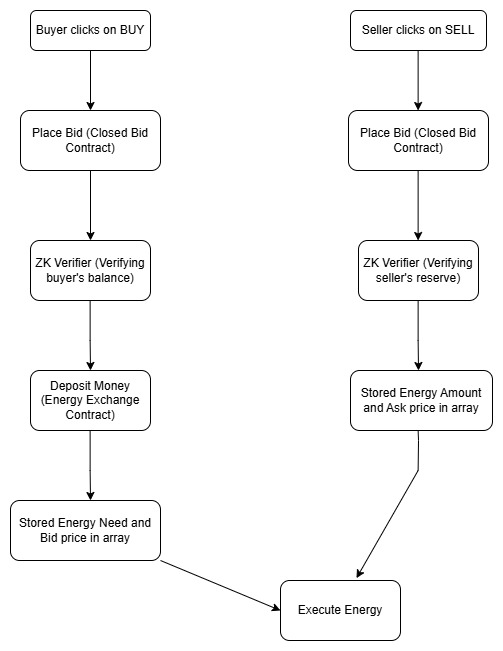 Buyer clicks on BUY
Seller clicks on SELL
Place Bid (Closed Bid
Contract)
Place Bid (Closed Bid
Contract)
ZK Verifier (Verifying
buyer's balance)
ZK Verifier (Verifying
seller's reserve)
Deposit Money
(Energy Exchange
Contract)
Stored Energy Amount
and Ask price in array
Stored Energy Need and
Bid price in array
Execute Energy